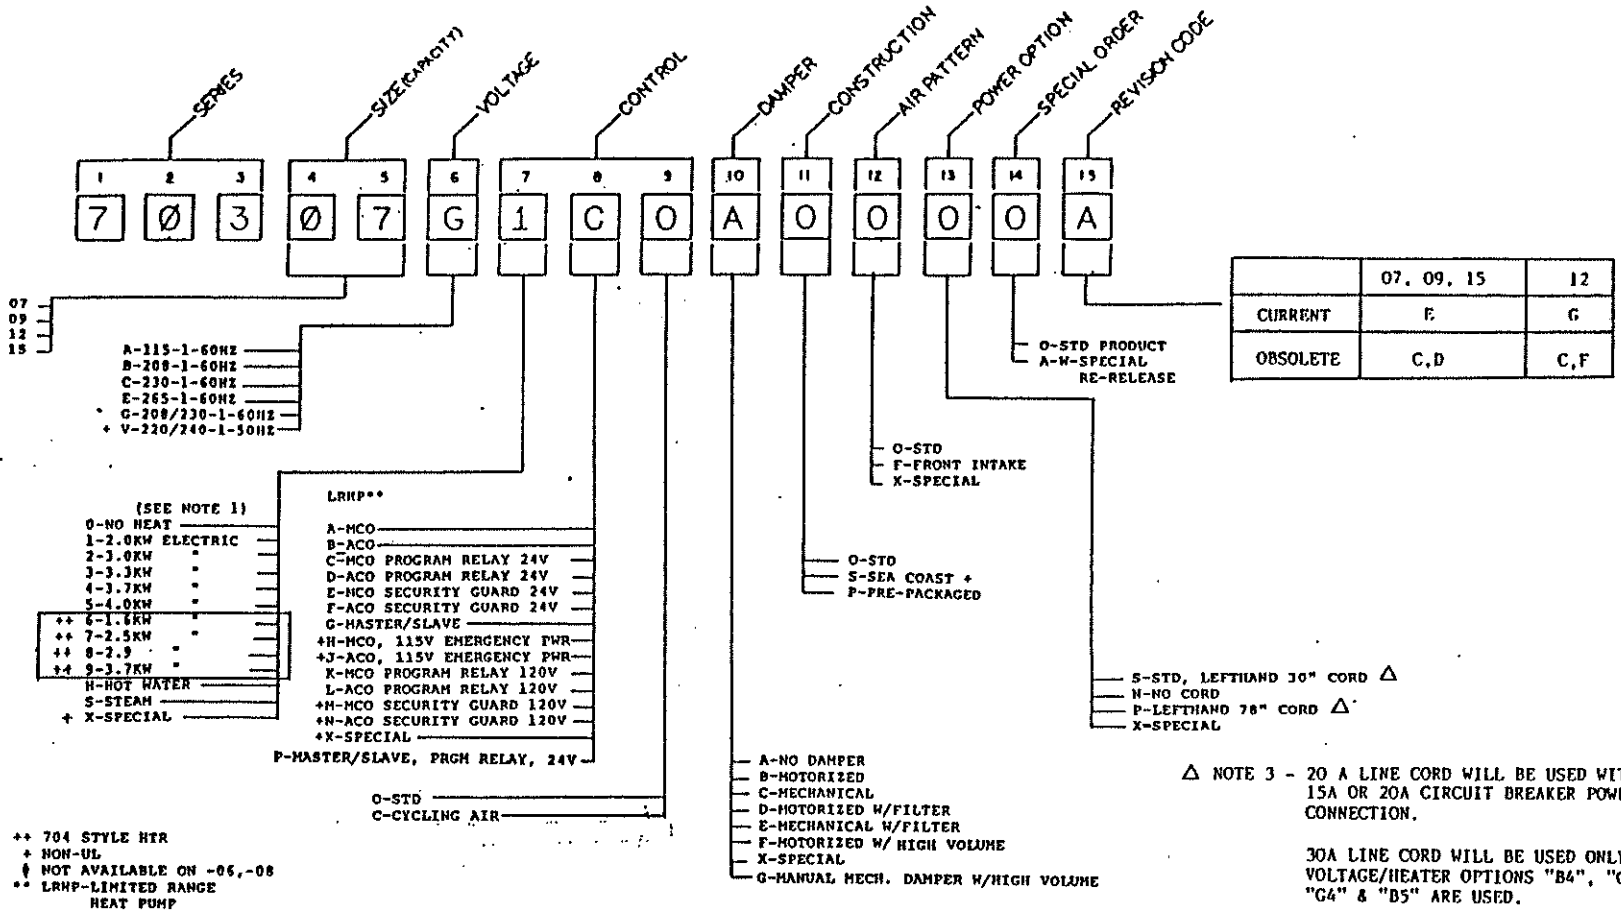 SERIES
SIZE(CAPACITY)
VOLTAGE
CONTROL
DAMPER
CONSTRUCTION
AIR PATTERN
POWER OPTION
SPECIAL ORDER
REVISION CODE
1 2 3 4 5 6 7 8 9 10 11 12 13 14 15
7 Ø 3 Ø 7 G 1 C O A O O O O A
07
09
12
15
A-115-1-60HZ
B-208-1-60HZ
C-230-1-60HZ
E-265-1-60HZ
G-208/230-1-60HZ
+ V-220/240-1-50HZ
07, 09, 15 12
CURRENT E G
OBSOLETE C,D C,F
O-STD PRODUCT
A-W-SPECIAL
RE-RELEASE
O-STD
F-FRONT INTAKE
X-SPECIAL
(SEE NOTE 1)
0-NO HEAT
1-2.0KW ELECTRIC
2-3.0KW "
3-3.3KW "
4-3.7KW "
5-4.0KW "
++ 6-1.6KW "
++ 7-2.5KW "
++ 8-2.9 "
++ 9-3.7KW "
H-HOT WATER
S-STEAM
+ X-SPECIAL
LRHP**
A-MCO
B-ACO
C-MCO PROGRAM RELAY 24V
D-ACO PROGRAM RELAY 24V
E-MCO SECURITY GUARD 24V
F-ACO SECURITY GUARD 24V
G-MASTER/SLAVE
+H-MCO, 115V EMERGENCY PWR
+J-ACO, 115V EMERGENCY PWR
K-MCO PROGRAM RELAY 120V
L-ACO PROGRAM RELAY 120V
+M-MCO SECURITY GUARD 120V
+N-ACO SECURITY GUARD 120V
+X-SPECIAL
P-MASTER/SLAVE, PRGM RELAY, 24V
O-STD
C-CYCLING AIR
O-STD
S-SEA COAST +
P-PRE-PACKAGED
S-STD, LEFTHAND 30" CORD △
N-NO CORD
P-LEFTHAND 78" CORD △
X-SPECIAL
A-NO DAMPER
B-MOTORIZED
C-MECHANICAL
D-MOTORIZED W/FILTER
E-MECHANICAL W/FILTER
F-MOTORIZED W/ HIGH VOLUME
X-SPECIAL
G-MANUAL MECH. DAMPER W/HIGH VOLUME
△ NOTE 3 - 20 A LINE CORD WILL BE USED WIT
15A OR 20A CIRCUIT BREAKER POW
CONNECTION.
30A LINE CORD WILL BE USED ONL
VOLTAGE/HEATER OPTIONS "B4", "
"G4" & "B5" ARE USED.
++ 704 STYLE HTR
+ NON-UL
NOT AVAILABLE ON -06,-08
** LRHP-LIMITED RANGE
HEAT PUMP